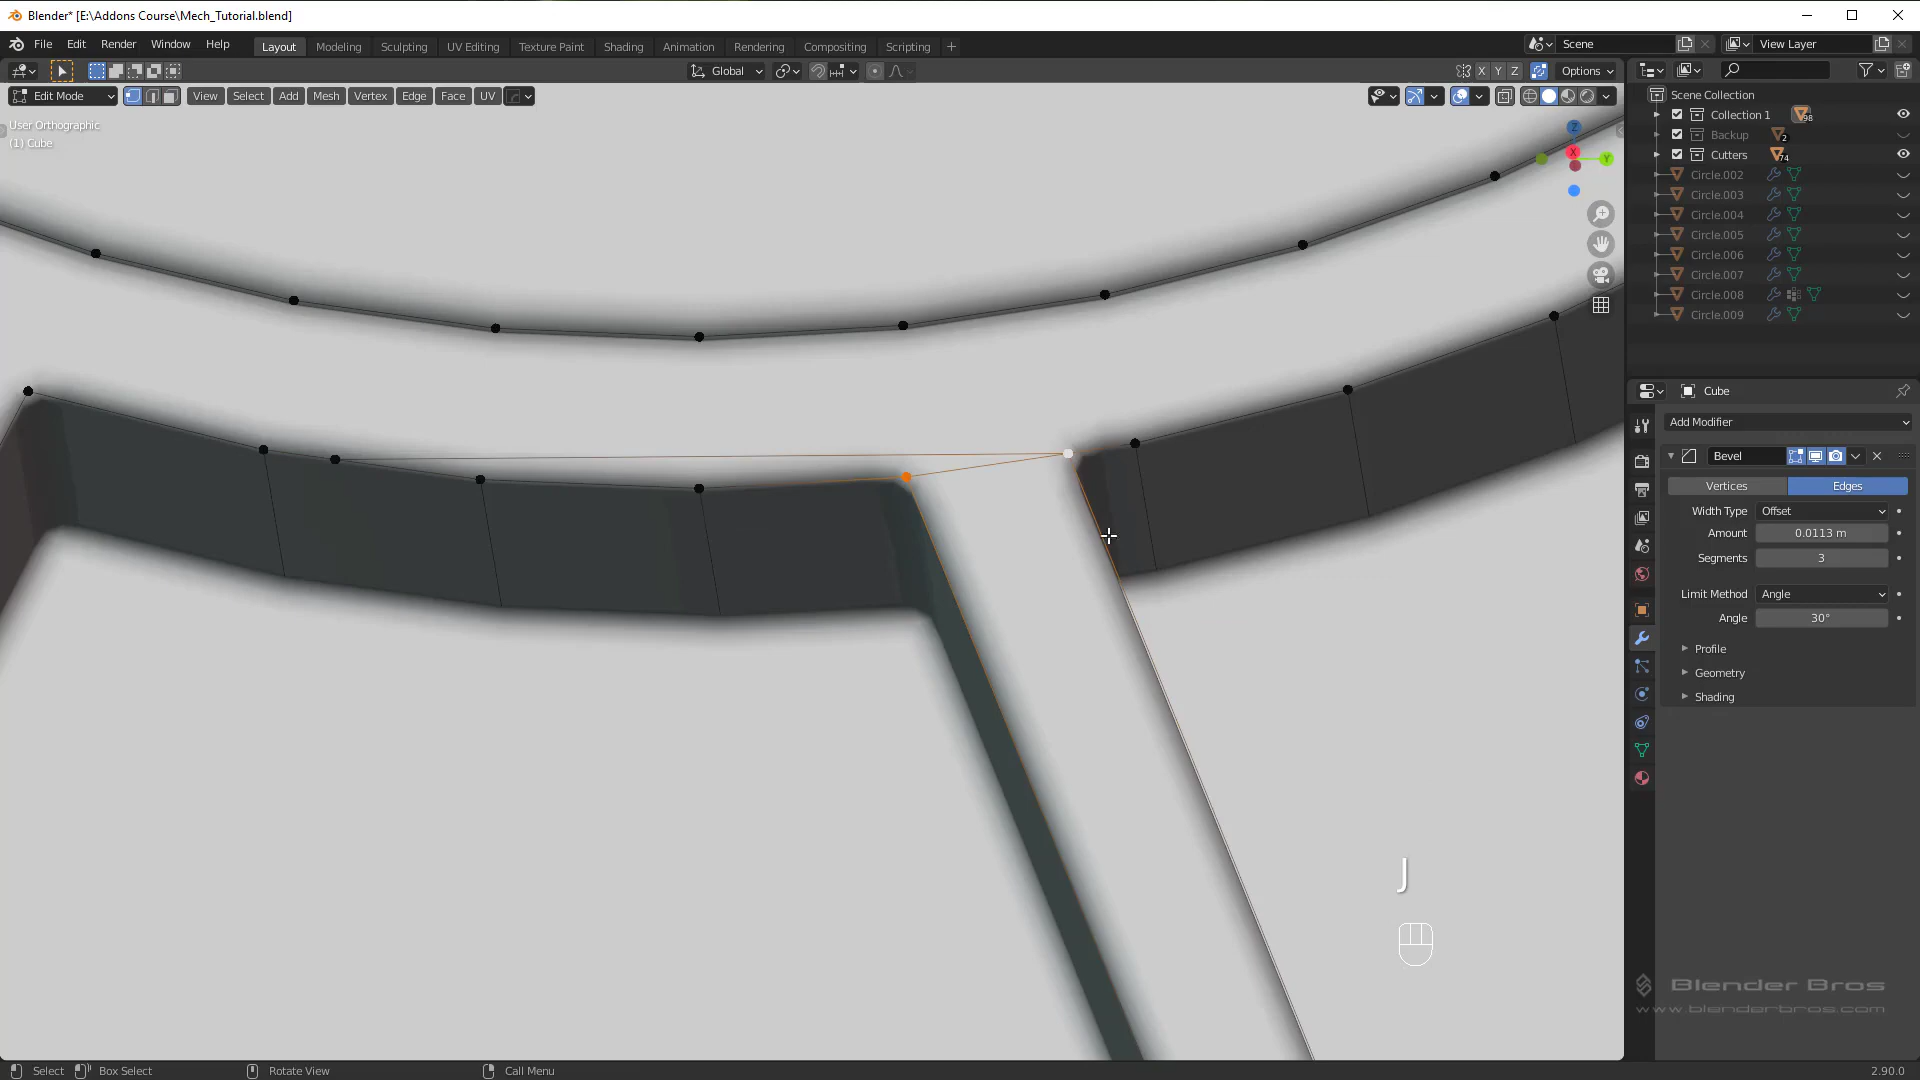 Blender* [E:\Addons Course\Mech_Tutorial.blend]
File Edit Render Window Help Layout Modeling Sculpting UV Editing Texture Paint Shading Animation Rendering Compositing Scripting + Scene View Layer
Global X Y Z Options
Edit Mode View Select Add Mesh Vertex Edge Face UV
User Orthographic
(1) Cube
Z
X
Y
Scene Collection
Collection 1 98
Backup 2
Cutters 74
Circle.002
Circle.003
Circle.004
Circle.005
Circle.006
Circle.007
Circle.008
Circle.009
Cube
Add Modifier
Bevel
Vertices Edges
Width Type Offset
Amount 0.0113 m
Segments 3
Limit Method Angle
Angle 30°
Profile
Geometry
Shading
J
Blender Bros
www.blenderbros.com
Select Box Select Rotate View Call Menu 2.90.0